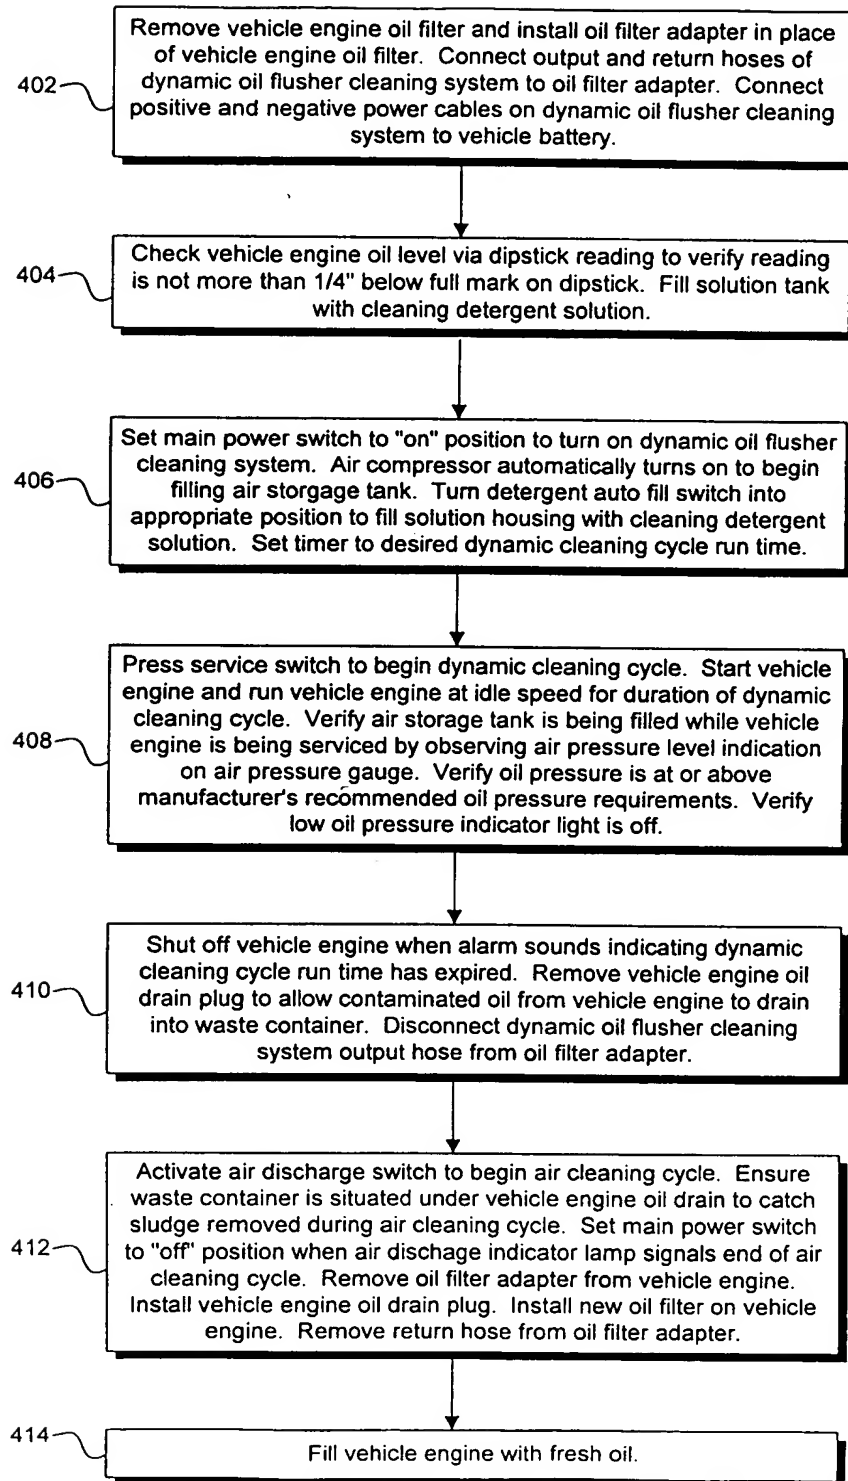 402
Remove vehicle engine oil filter and install oil filter adapter in place
of vehicle engine oil filter. Connect output and return hoses of
dynamic oil flusher cleaning system to oil filter adapter. Connect
positive and negative power cables on dynamic oil flusher cleaning
system to vehicle battery.
404
Check vehicle engine oil level via dipstick reading to verify reading
is not more than 1/4" below full mark on dipstick. Fill solution tank
with cleaning detergent solution.
406
Set main power switch to "on" position to turn on dynamic oil flusher
cleaning system. Air compressor automatically turns on to begin
filling air storgage tank. Turn detergent auto fill switch into
appropriate position to fill solution housing with cleaning detergent
solution. Set timer to desired dynamic cleaning cycle run time.
408
Press service switch to begin dynamic cleaning cycle. Start vehicle
engine and run vehicle engine at idle speed for duration of dynamic
cleaning cycle. Verify air storage tank is being filled while vehicle
engine is being serviced by observing air pressure level indication
on air pressure gauge. Verify oil pressure is at or above
manufacturer's recommended oil pressure requirements. Verify
low oil pressure indicator light is off.
410
Shut off vehicle engine when alarm sounds indicating dynamic
cleaning cycle run time has expired. Remove vehicle engine oil
drain plug to allow contaminated oil from vehicle engine to drain
into waste container. Disconnect dynamic oil flusher cleaning
system output hose from oil filter adapter.
412
Activate air discharge switch to begin air cleaning cycle. Ensure
waste container is situated under vehicle engine oil drain to catch
sludge removed during air cleaning cycle. Set main power switch
to "off" position when air dischage indicator lamp signals end of air
cleaning cycle. Remove oil filter adapter from vehicle engine.
Install vehicle engine oil drain plug. Install new oil filter on vehicle
engine. Remove return hose from oil filter adapter.
414
Fill vehicle engine with fresh oil.